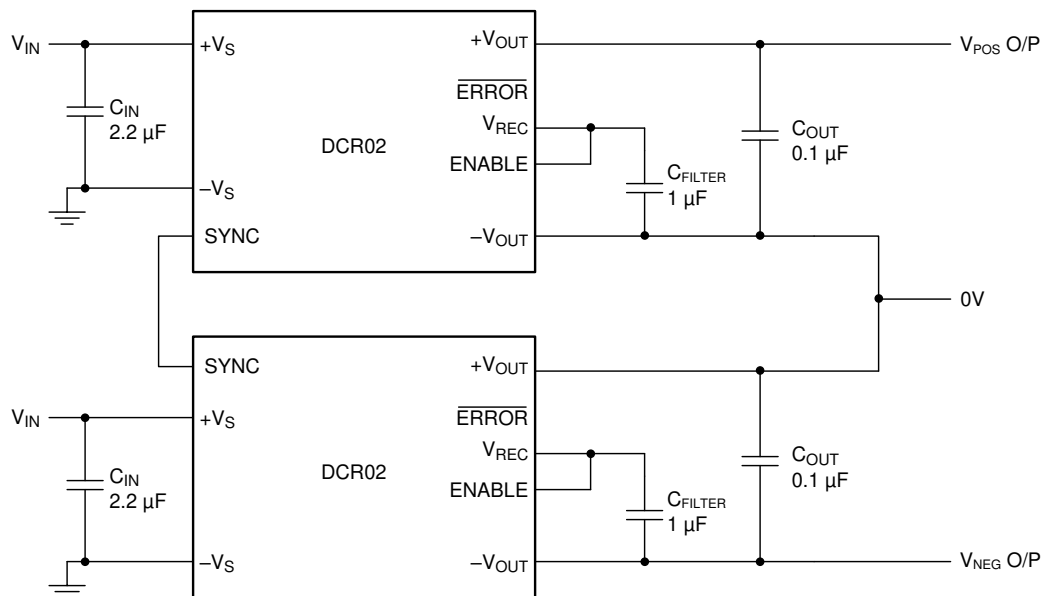 V_IN
+V_S
+V_OUT
V_POS O/P
ERROR
C_IN
2.2 µF
V_REC
DCR02
C_OUT
0.1 µF
ENABLE
C_FILTER
1 µF
–V_S
SYNC
–V_OUT
0V
SYNC
+V_OUT
V_IN
+V_S
ERROR
V_REC
C_OUT
0.1 µF
C_IN
2.2 µF
DCR02
ENABLE
C_FILTER
1 µF
–V_S
–V_OUT
V_NEG O/P